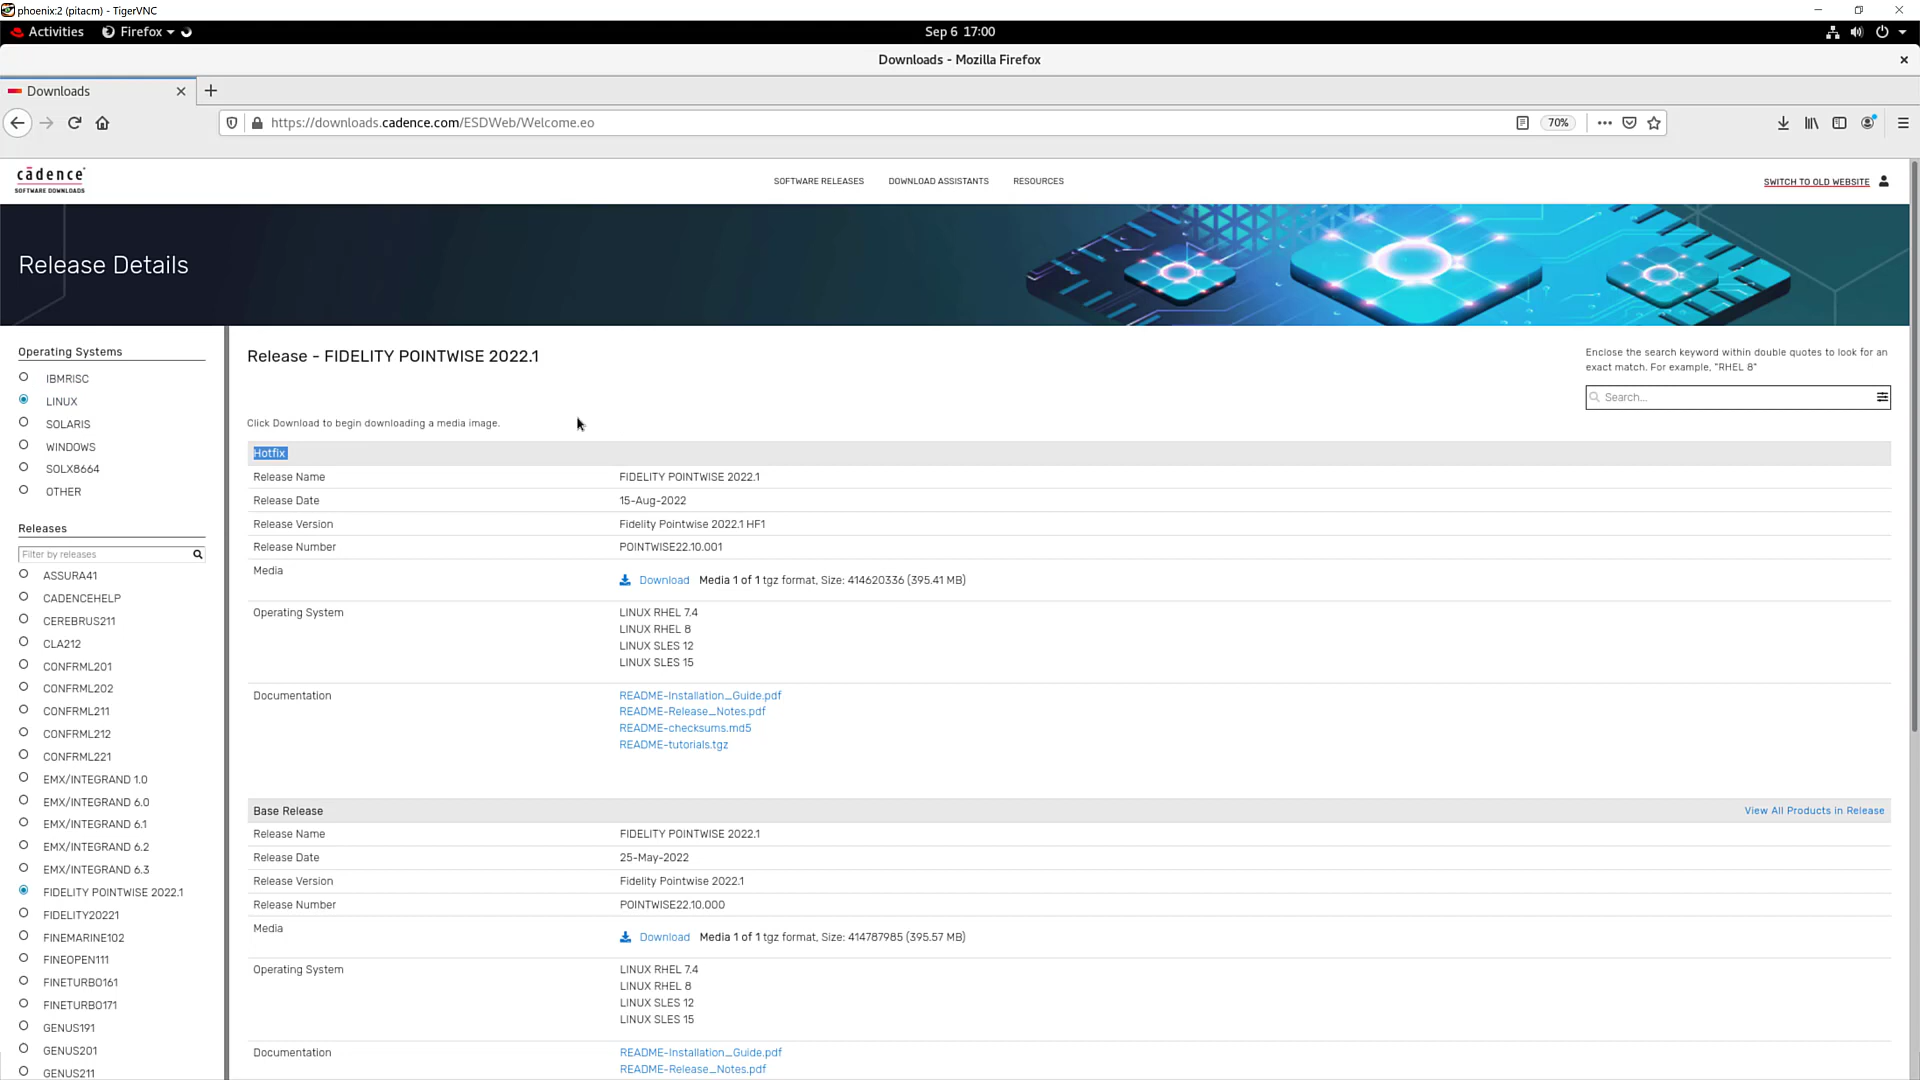 phoenix:2 (pitacm) - TigerVNC
Activities Firefox Sep 6 17:00
Downloads - Mozilla Firefox
Downloads
https://downloads.cadence.com/ESDWeb/Welcome.eo 70%
cādence
SOFTWARE DOWNLOADS
SOFTWARE RELEASES DOWNLOAD ASSISTANTS RESOURCES SWITCH TO OLD WEBSITE
Release Details
Operating Systems
IBMRISC
LINUX
SOLARIS
WINDOWS
SOLX8664
OTHER
Releases
Filter by releases
ASSURA41
CADENCEHELP
CEREBRUS211
CLA212
CONFRML201
CONFRML202
CONFRML211
CONFRML212
CONFRML221
EMX/INTEGRAND 1.0
EMX/INTEGRAND 6.0
EMX/INTEGRAND 6.1
EMX/INTEGRAND 6.2
EMX/INTEGRAND 6.3
FIDELITY POINTWISE 2022.1
FIDELITY20221
FINEMARINE102
FINEOPEN111
FINETURBO161
FINETURBO171
GENUS191
GENUS201
GENUS211
Release - FIDELITY POINTWISE 2022.1
Enclose the search keyword within double quotes to look for an
exact match. For example, "RHEL 8"
Search...
Click Download to begin downloading a media image.
Hotfix
Release Name FIDELITY POINTWISE 2022.1
Release Date 15-Aug-2022
Release Version Fidelity Pointwise 2022.1 HF1
Release Number POINTWISE22.10.001
Media Download Media 1 of 1 tgz format, Size: 414620336 (395.41 MB)
Operating System LINUX RHEL 7.4
LINUX RHEL 8
LINUX SLES 12
LINUX SLES 15
Documentation README-Installation_Guide.pdf
README-Release_Notes.pdf
README-checksums.md5
README-tutorials.tgz
Base Release View All Products in Release
Release Name FIDELITY POINTWISE 2022.1
Release Date 25-May-2022
Release Version Fidelity Pointwise 2022.1
Release Number POINTWISE22.10.000
Media Download Media 1 of 1 tgz format, Size: 414787985 (395.57 MB)
Operating System LINUX RHEL 7.4
LINUX RHEL 8
LINUX SLES 12
LINUX SLES 15
Documentation README-Installation_Guide.pdf
README-Release_Notes.pdf